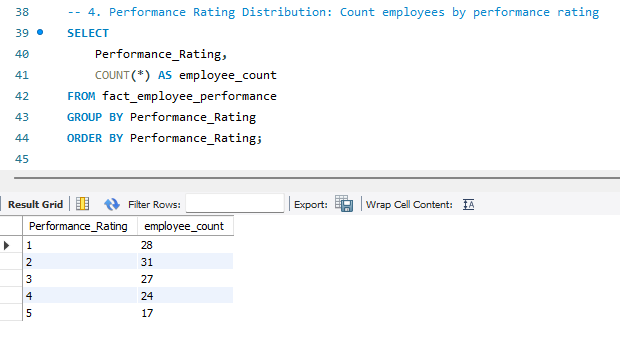 38 -- 4. Performance Rating Distribution: Count employees by performance rating
39 SELECT
40 Performance_Rating,
41 COUNT(*) AS employee_count
42 FROM fact_employee_performance
43 GROUP BY Performance_Rating
44 ORDER BY Performance_Rating;
45
Result Grid Filter Rows: Export: Wrap Cell Content:
Performance_Rating employee_count
1 28
2 31
3 27
4 24
5 17